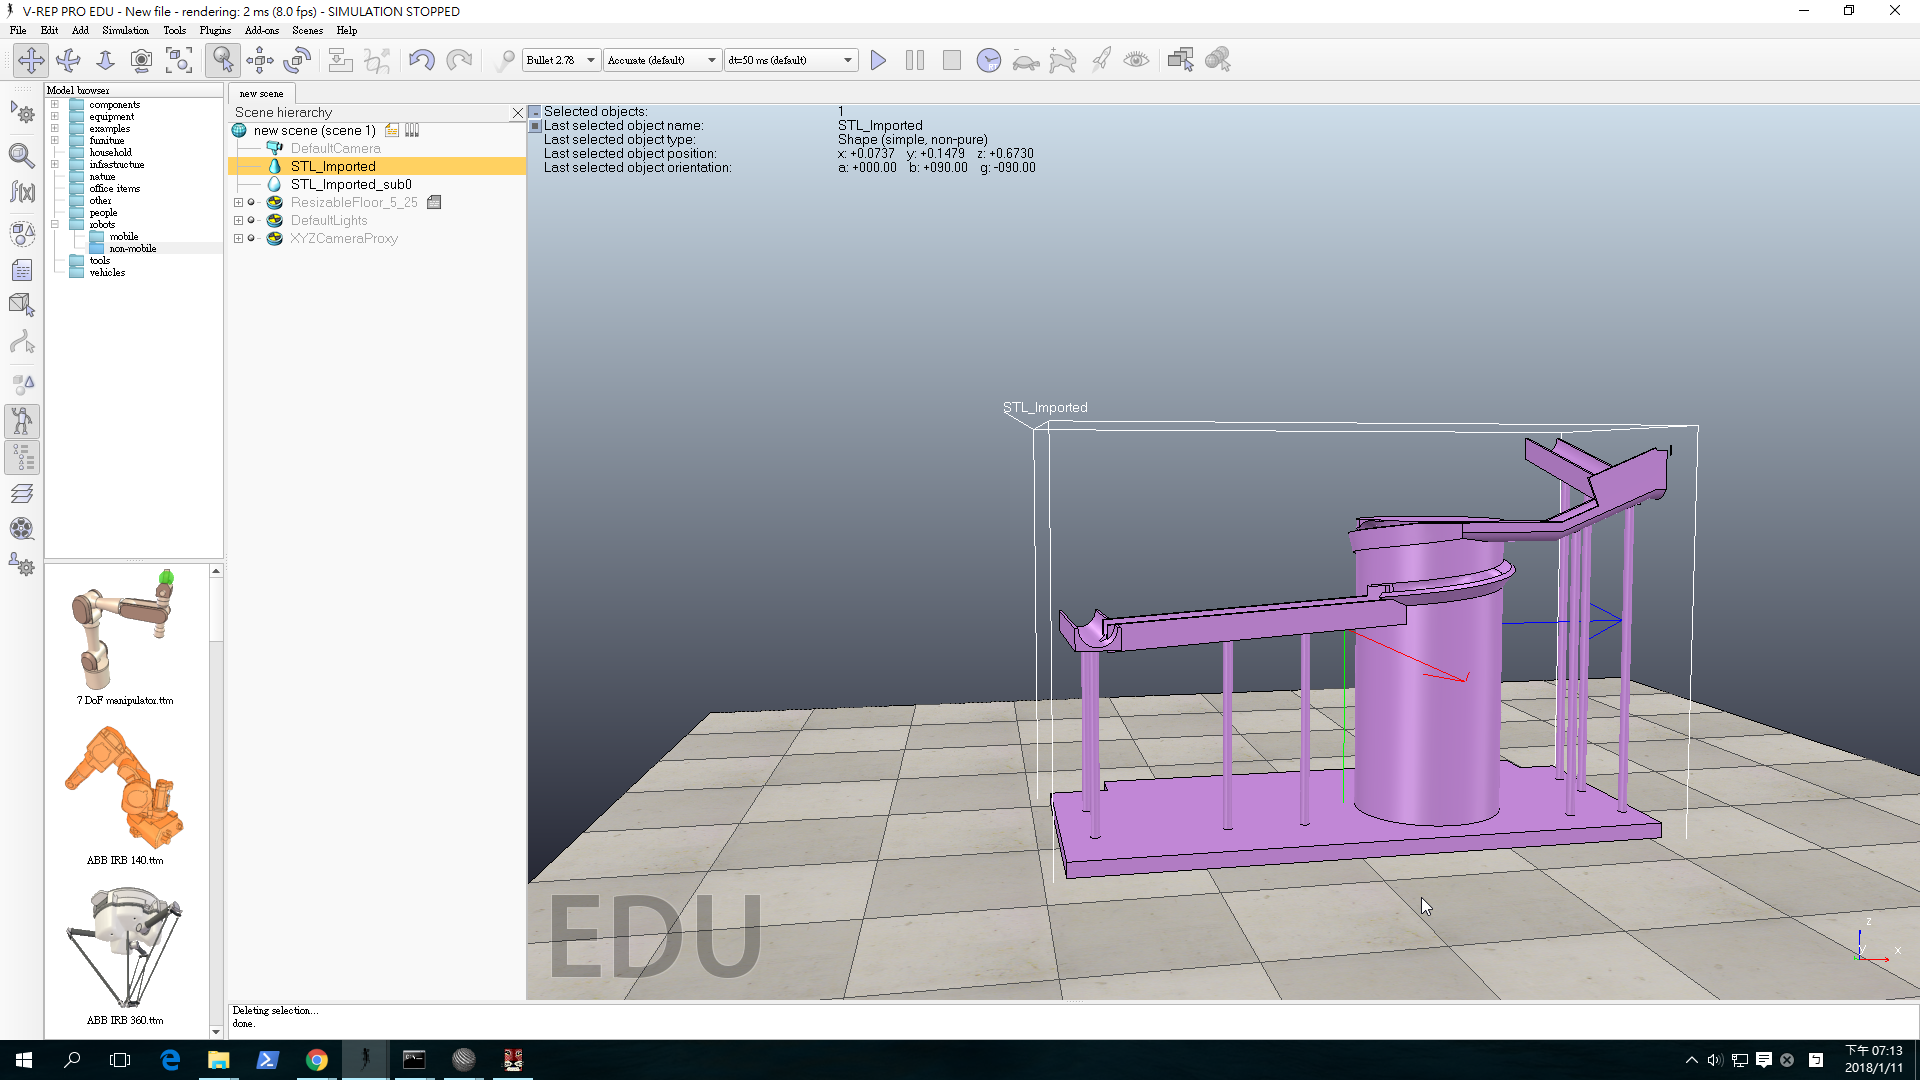 V-REP PRO EDU - New file - rendering: 2 ms (8.0 fps) - SIMULATION STOPPED
File Edit Add Simulation Tools Plugins Add-ons Scenes Help
Bullet 2.78 Accurate (default) dt=50 ms (default)
Model browser
components
equipment
examples
furniture
household
infrastructure
nature
office items
other
people
robots
mobile
non-mobile
tools
vehicles
7 DoF manipulator.ttm
ABB IRB 140.ttm
ABB IRB 360.ttm
new scene
Scene hierarchy
new scene (scene 1)
DefaultCamera
STL_Imported
STL_Imported_sub0
ResizableFloor_5_25
DefaultLights
XYZCameraProxy
Selected objects: 1
Last selected object name: STL_Imported
Last selected object type: Shape (simple, non-pure)
Last selected object position: x: +0.0737 y: +0.1479 z: +0.6730
Last selected object orientation: a: +000.00 b: +090.00 g: -090.00
STL_Imported
EDU
z
y
x
Deleting selection...
done.
下午 07:13
2018/1/11